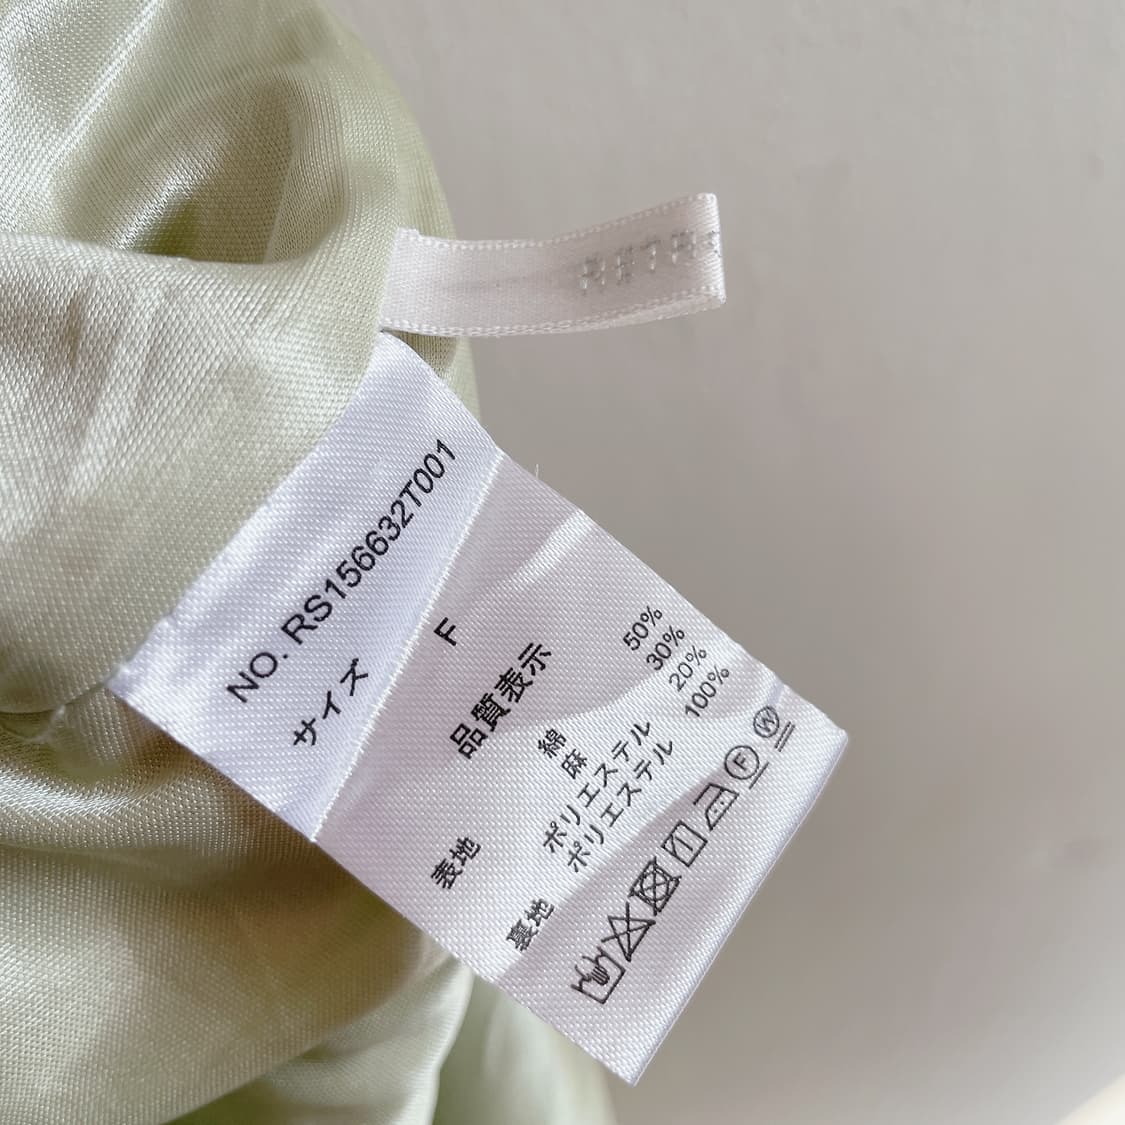 NO. RS156632T001
サイズ F
品質表示
表地 綿 50%
麻 30%
ポリエステル 20%
裏地 ポリエステル 100%
F W